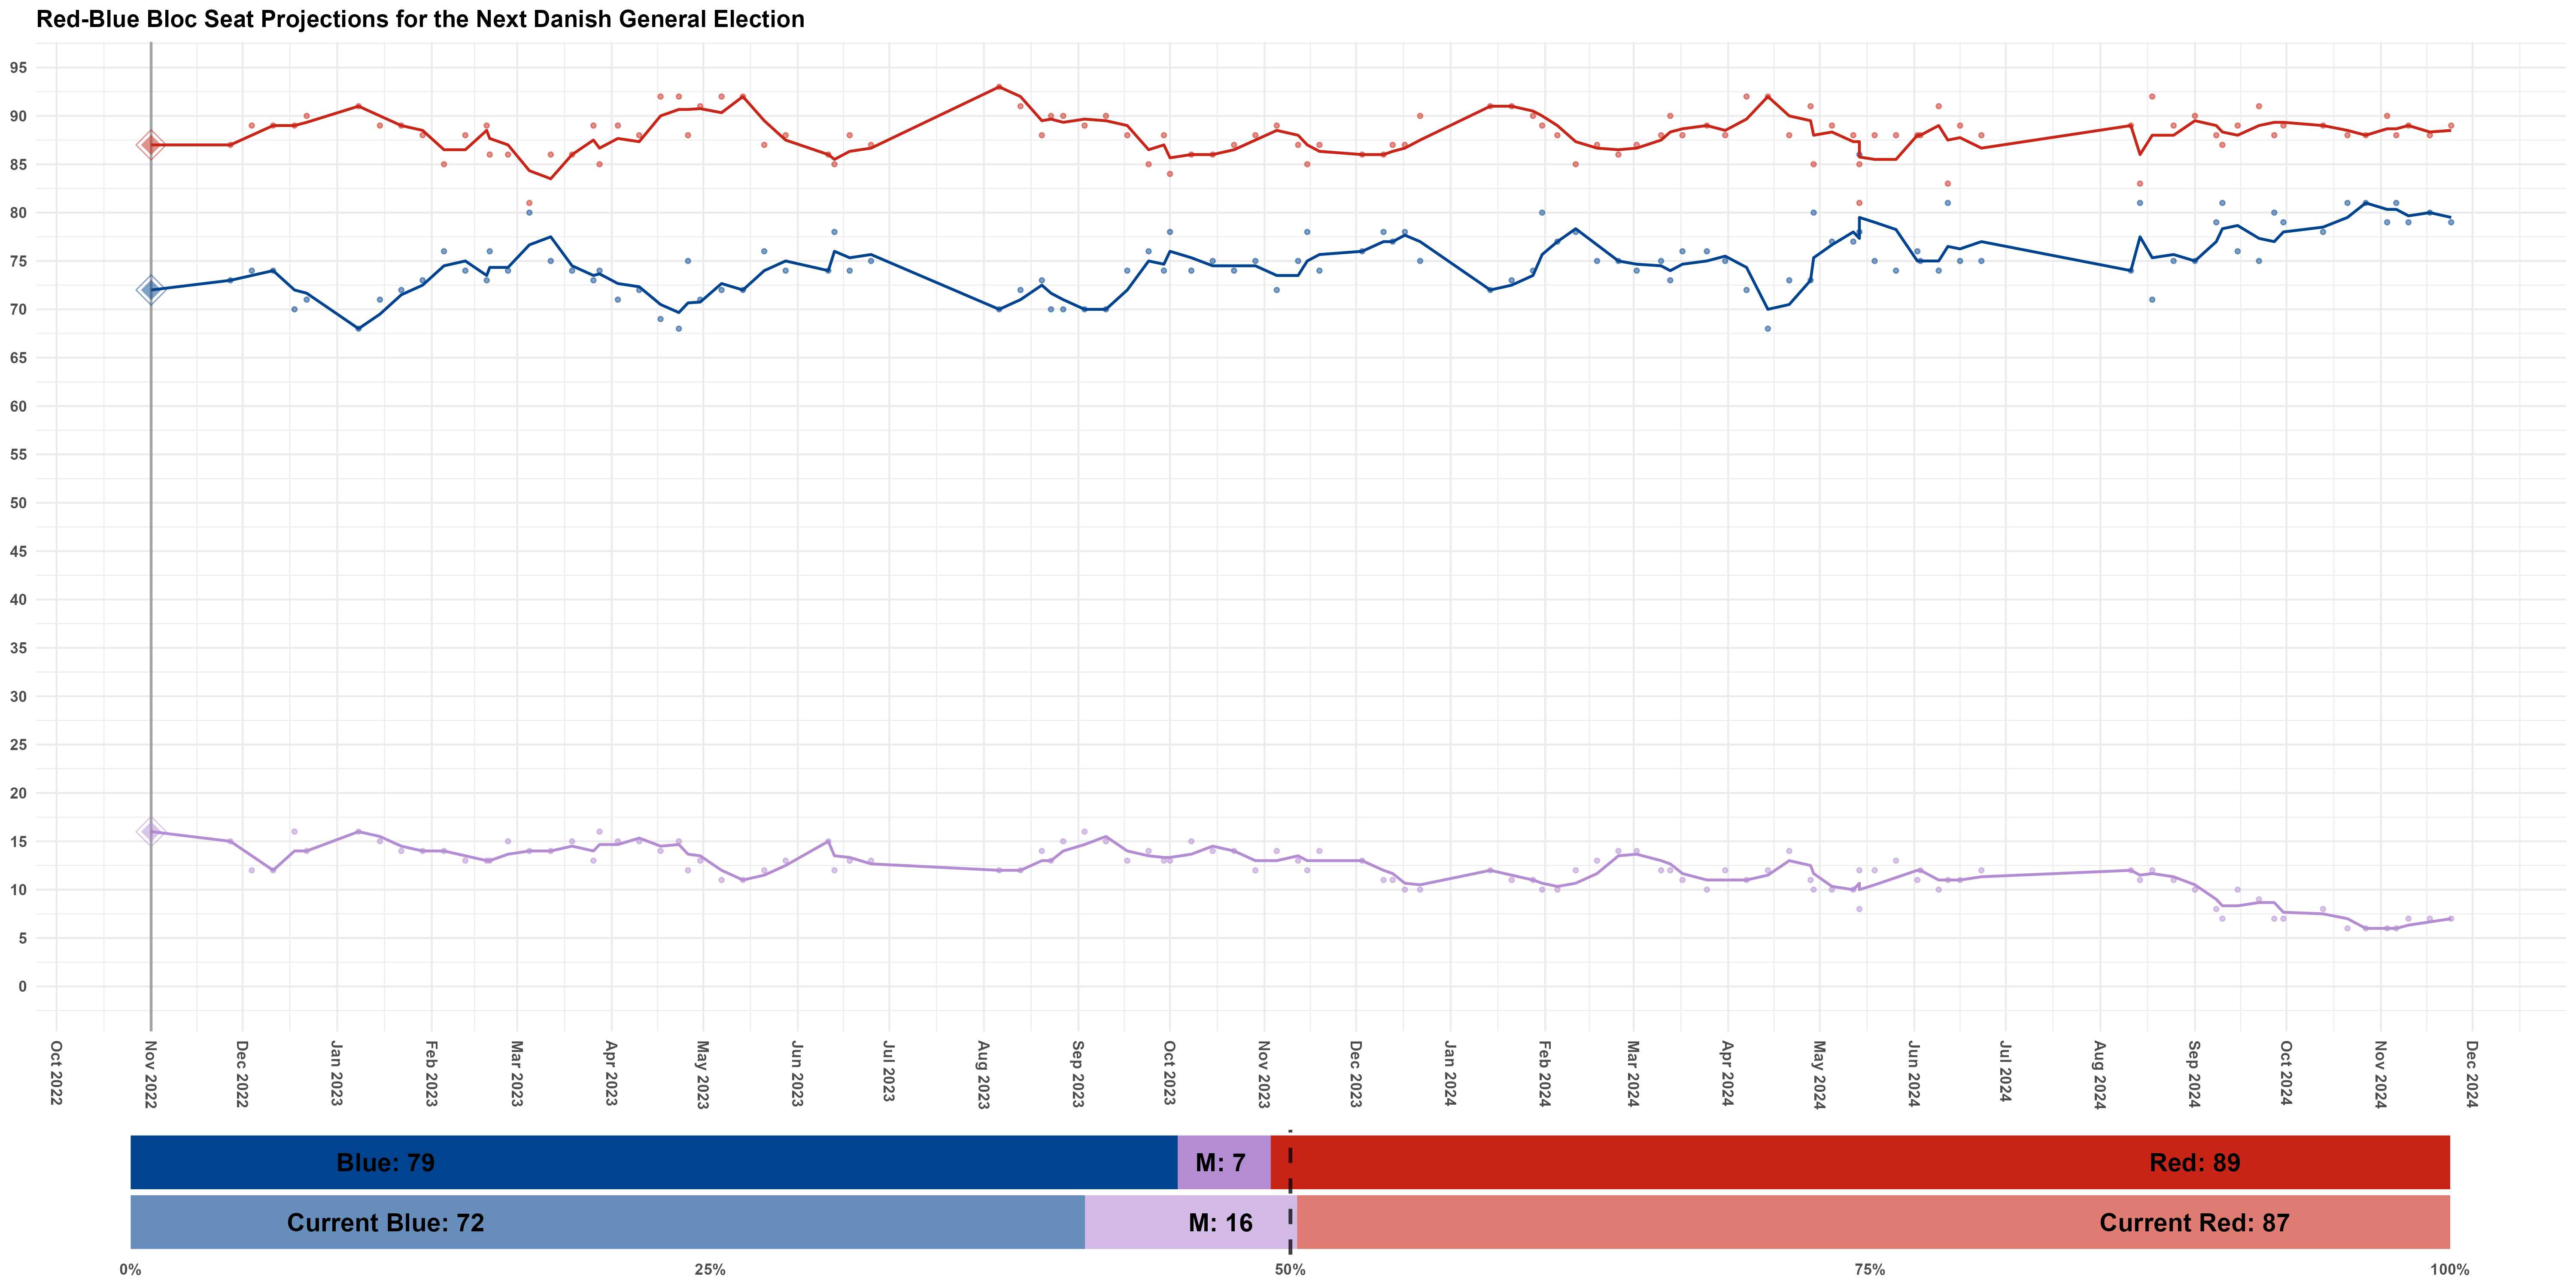 Red-Blue Bloc Seat Projections for the Next Danish General Election
95
90
85
80
75
70
65
60
55
50
45
40
35
30
25
20
15
10
5
0
Oct 2022
Nov 2022
Dec 2022
Jan 2023
Feb 2023
Mar 2023
Apr 2023
May 2023
Jun 2023
Jul 2023
Aug 2023
Sep 2023
Oct 2023
Nov 2023
Dec 2023
Jan 2024
Feb 2024
Mar 2024
Apr 2024
May 2024
Jun 2024
Jul 2024
Aug 2024
Sep 2024
Oct 2024
Nov 2024
Dec 2024
Blue: 79 M: 7 Red: 89
Current Blue: 72 M: 16 Current Red: 87
0% 25% 50% 75% 100%